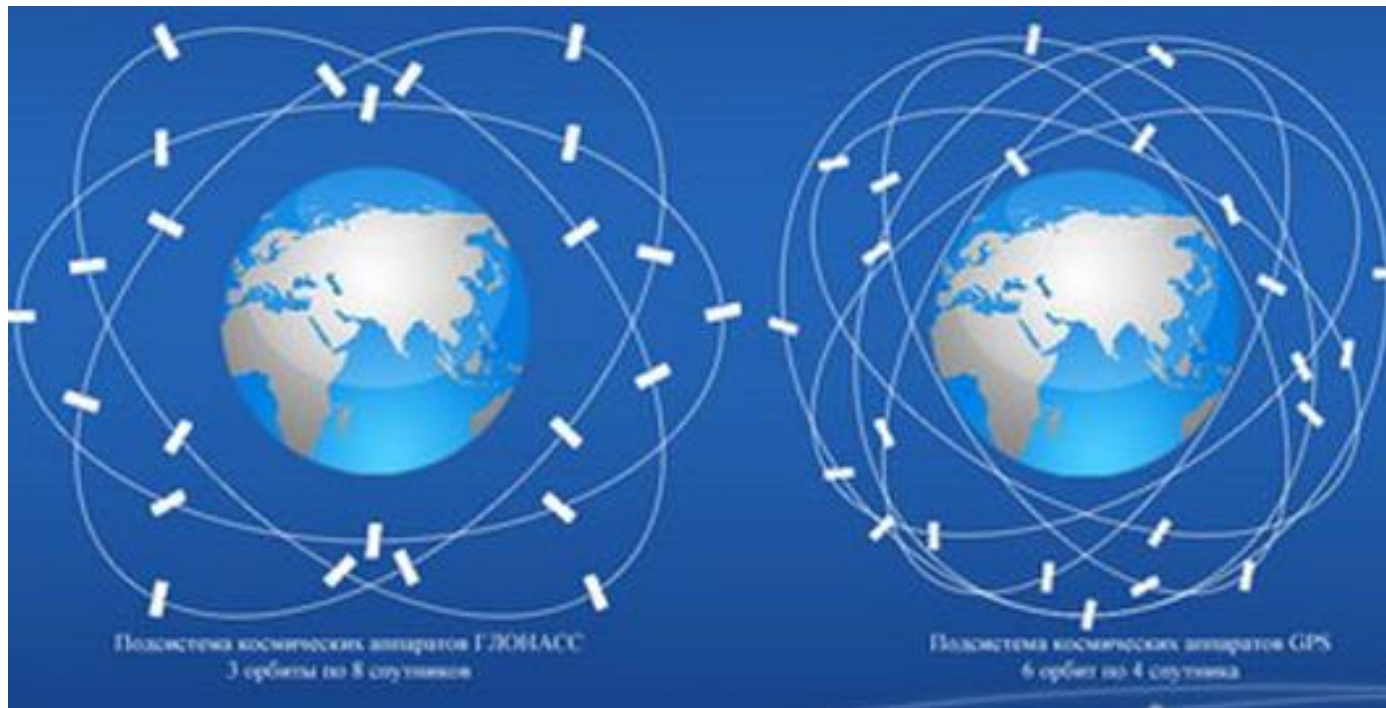 Подсистема космических аппаратов ГЛОНАСС
3 орбиты по 8 спутников
Подсистема космических аппаратов GPS
6 орбит по 4 спутника